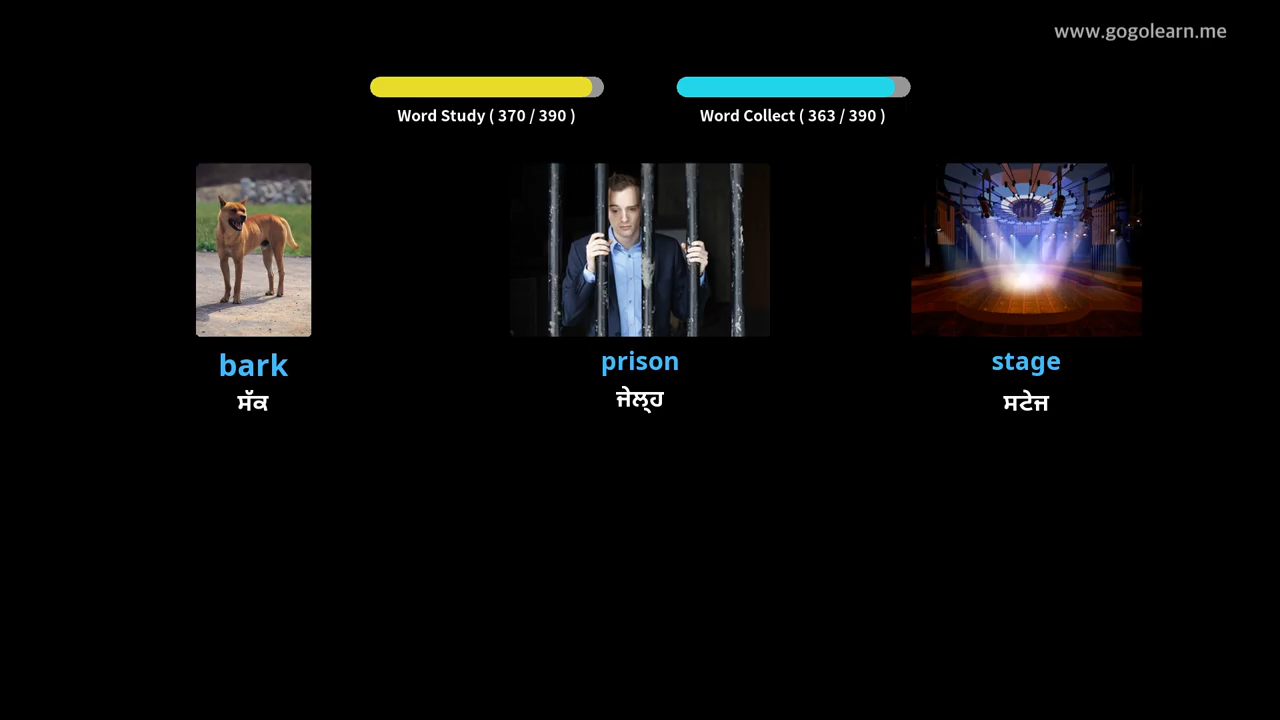 www.gogolearn.me
Word Study ( 370 / 390 )
Word Collect ( 363 / 390 )
bark
prison
stage
ਸੱਕ
ਜੇਲ੍ਹ
ਸਟੇਜ